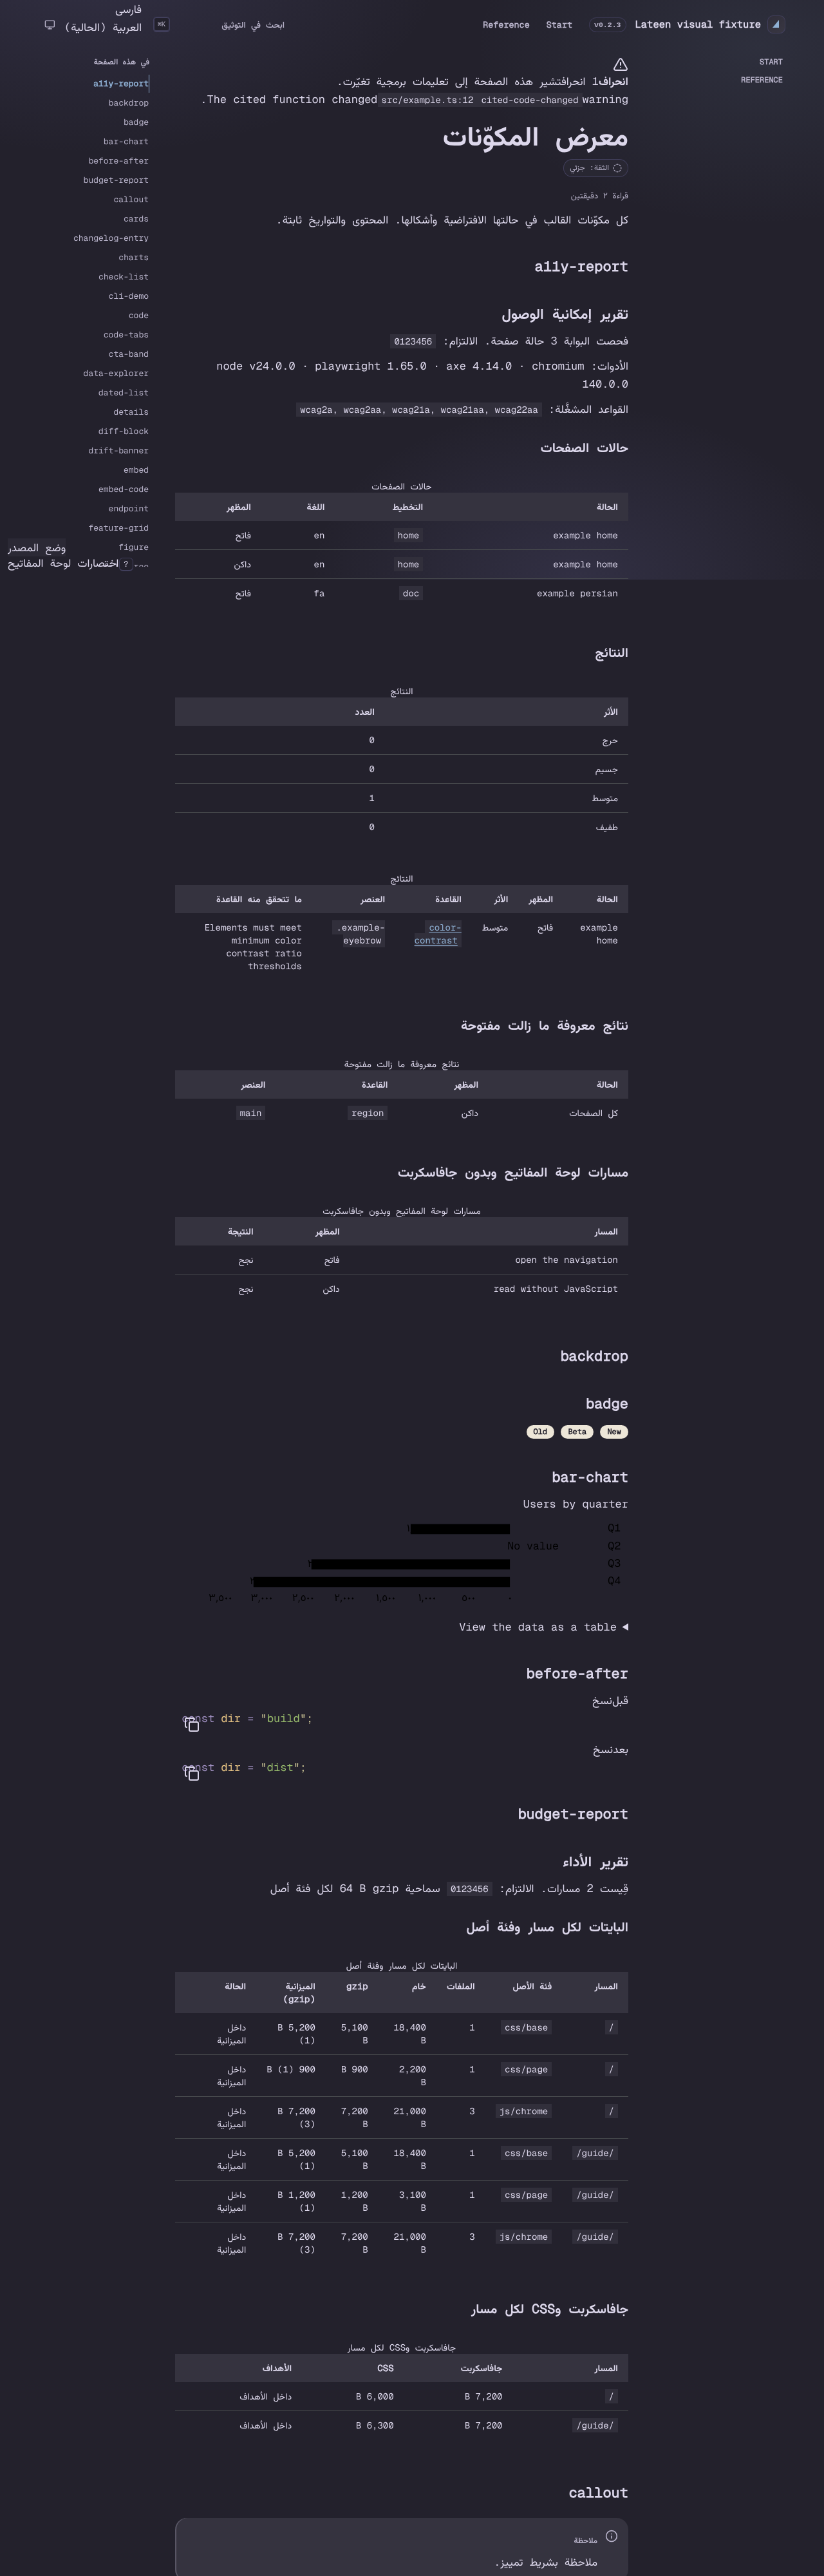 Lateen visual fixture
v0.2.3
Start
Reference
ابحث في التوثيق
⌘K
فارسی
العربية (الحالية)
START
REFERENCE
في هذه الصفحة
a11y-report
backdrop
badge
bar-chart
before-after
budget-report
callout
cards
changelog-entry
charts
check-list
cli-demo
code
code-tabs
cta-band
data-explorer
dated-list
details
diff-block
drift-banner
embed
embed-code
endpoint
feature-grid
figure
وضع المصدر
? اختصارات لوحة المفاتيح
انحراف1 انحرافتشير هذه الصفحة إلى تعليمات برمجية تغيّرت.
warning cited-code-changed src/example.ts:12 The cited function changed.
معرض المكوّنات
الثقة: جزئي
قراءة ٢ دقيقتين
كل مكوّنات القالب في حالتها الافتراضية وأشكالها. المحتوى والتواريخ ثابتة.
a11y-report
تقرير إمكانية الوصول
فحصت البوابة 3 حالة صفحة. الالتزام: 0123456
الأدوات: node v24.0.0 · playwright 1.65.0 · axe 4.14.0 · chromium
140.0.0
القواعد المشغَّلة: wcag2a, wcag2aa, wcag21a, wcag21aa, wcag22aa
حالات الصفحات
حالات الصفحات
الحالة التخطيط اللغة المظهر
example home home en فاتح
example home home en داكن
example persian doc fa فاتح
النتائج
النتائج
الأثر العدد
حرج 0
جسيم 0
متوسط 1
طفيف 0
النتائج
الحالة المظهر الأثر القاعدة العنصر ما تتحقق منه القاعدة
example home فاتح متوسط color-contrast .example-eyebrow Elements must meet minimum color contrast ratio thresholds
نتائج معروفة ما زالت مفتوحة
نتائج معروفة ما زالت مفتوحة
الحالة المظهر القاعدة العنصر
كل الصفحات داكن region main
مسارات لوحة المفاتيح وبدون جافاسكربت
مسارات لوحة المفاتيح وبدون جافاسكربت
المسار المظهر النتيجة
open the navigation فاتح نجح
read without JavaScript داكن نجح
backdrop
badge
New Beta Old
bar-chart
Users by quarter
Q1
Q2 No value
Q3
Q4
٠ ٥٠٠ ١٬٠٠٠ ١٬٥٠٠ ٢٬٠٠٠ ٢٬٥٠٠ ٣٬٠٠٠ ٣٬٥٠٠
View the data as a table
before-after
قبلنسخ
const dir = "build";
بعدنسخ
const dir = "dist";
budget-report
تقرير الأداء
قِيست 2 مسارات. الالتزام: 0123456 سماحية 64 B gzip لكل فئة أصل
البايتات لكل مسار وفئة أصل
البايتات لكل مسار وفئة أصل
المسار فئة الأصل الملفات خام gzip الميزانية (gzip) الحالة
/ css/base 1 18,400 B 5,100 B 5,200 B (1) داخل الميزانية
/ css/page 1 2,200 B 900 B 900 B (1) داخل الميزانية
/ js/chrome 3 21,000 B 7,200 B 7,200 B (3) داخل الميزانية
/guide/ css/base 1 18,400 B 5,100 B 5,200 B (1) داخل الميزانية
/guide/ css/page 1 3,100 B 1,200 B 1,200 B (1) داخل الميزانية
/guide/ js/chrome 3 21,000 B 7,200 B 7,200 B (3) داخل الميزانية
جافاسكربت وCSS لكل مسار
جافاسكربت وCSS لكل مسار
المسار جافاسكربت CSS الأهداف
/ 7,200 B 6,000 B داخل الأهداف
/guide/ 7,200 B 6,300 B داخل الأهداف
callout
ملاحظة
ملاحظة بشريط تمييز.